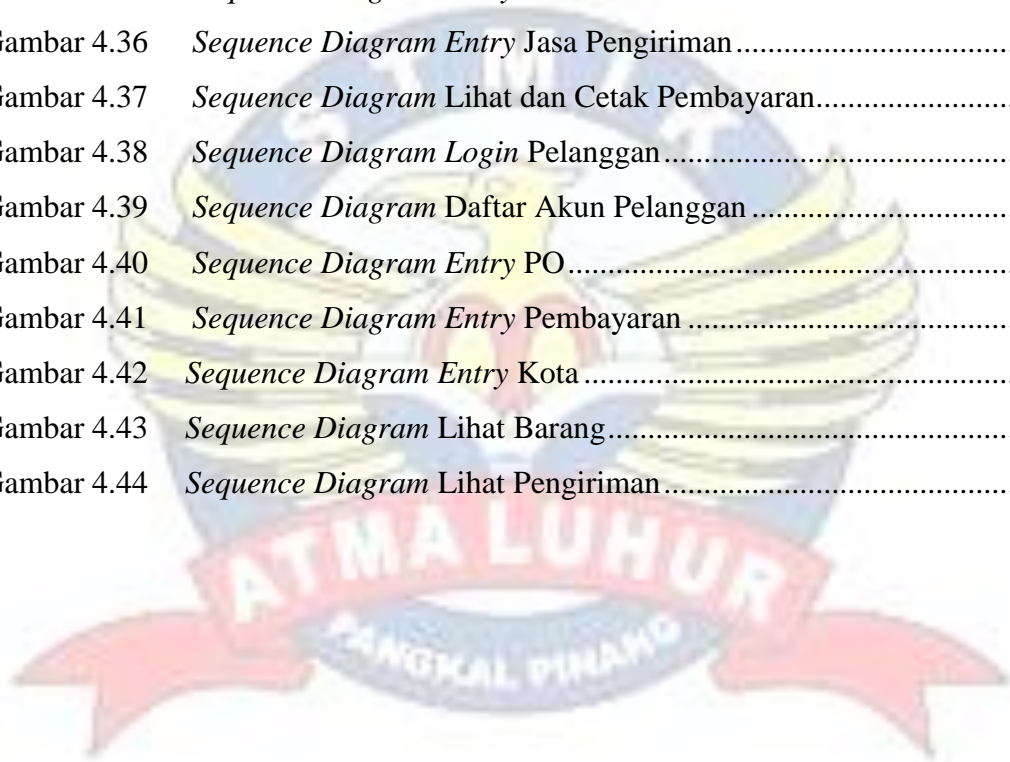 Gambar 4.36 Sequence Diagram Entry Jasa Pengiriman
Gambar 4.37 Sequence Diagram Lihat dan Cetak Pembayaran
Gambar 4.38 Sequence Diagram Login Pelanggan
Gambar 4.39 Sequence Diagram Daftar Akun Pelanggan
Gambar 4.40 Sequence Diagram Entry PO
Gambar 4.41 Sequence Diagram Entry Pembayaran
Gambar 4.42 Sequence Diagram Entry Kota
Gambar 4.43 Sequence Diagram Lihat Barang
Gambar 4.44 Sequence Diagram Lihat Pengiriman
STMIK
ATMA LUHUR
PANGKAL PINANG